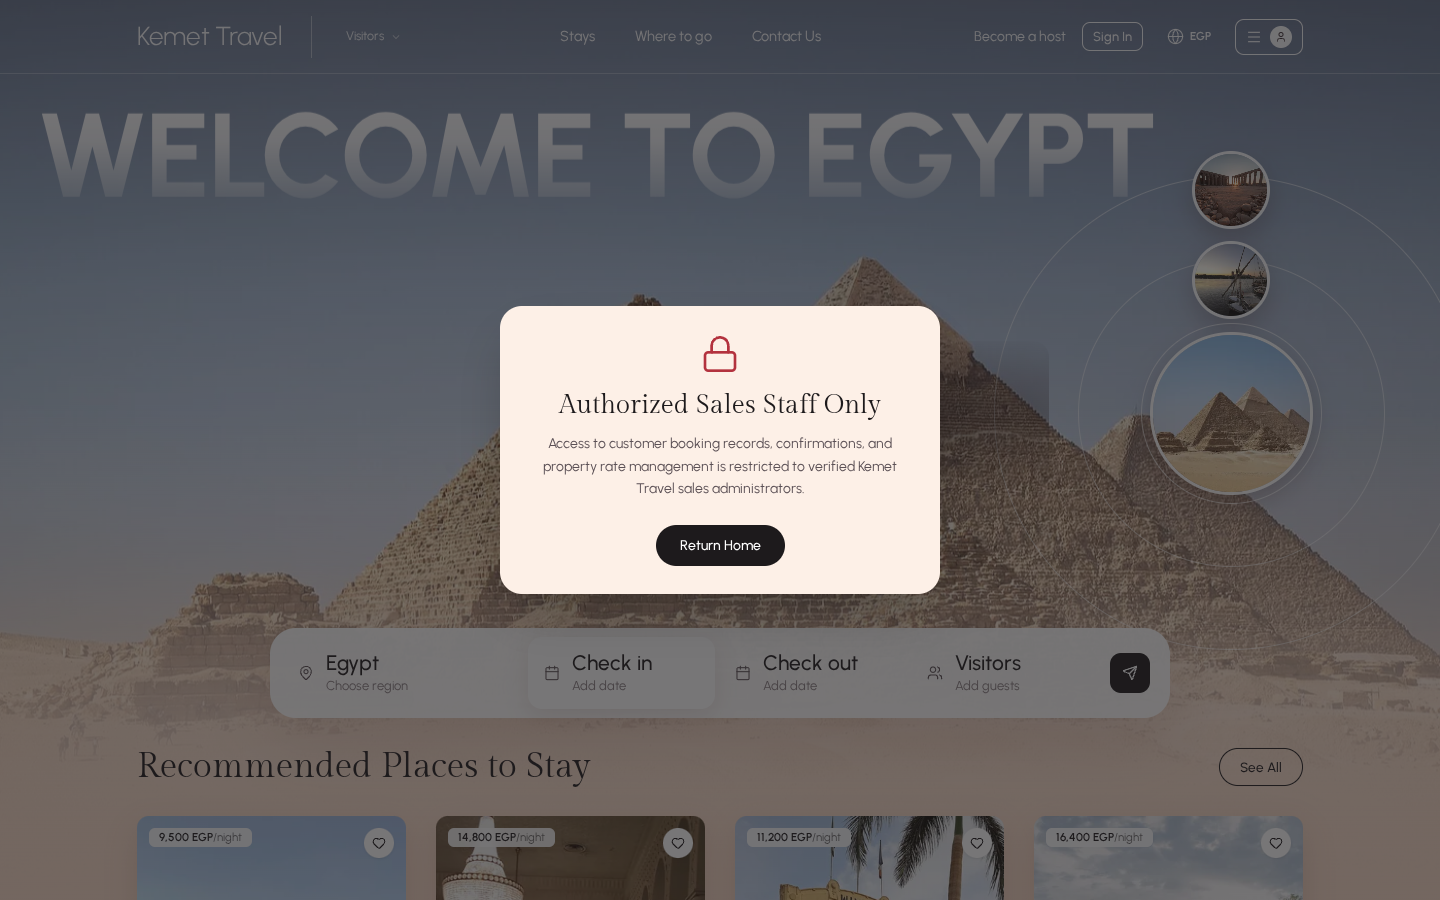 Kemet Travel
Visitors
Stays
Where to go
Contact Us
Become a host
Sign In
EGP
WELCOME TO EGYPT
Authorized Sales Staff Only
Access to customer booking records, confirmations, and
property rate management is restricted to verified Kemet
Travel sales administrators.
Return Home
Egypt
Choose region
Check in
Add date
Check out
Add date
Visitors
Add guests
Recommended Places to Stay
See All
9,500 EGP/night
14,800 EGP/night
11,200 EGP/night
16,400 EGP/night